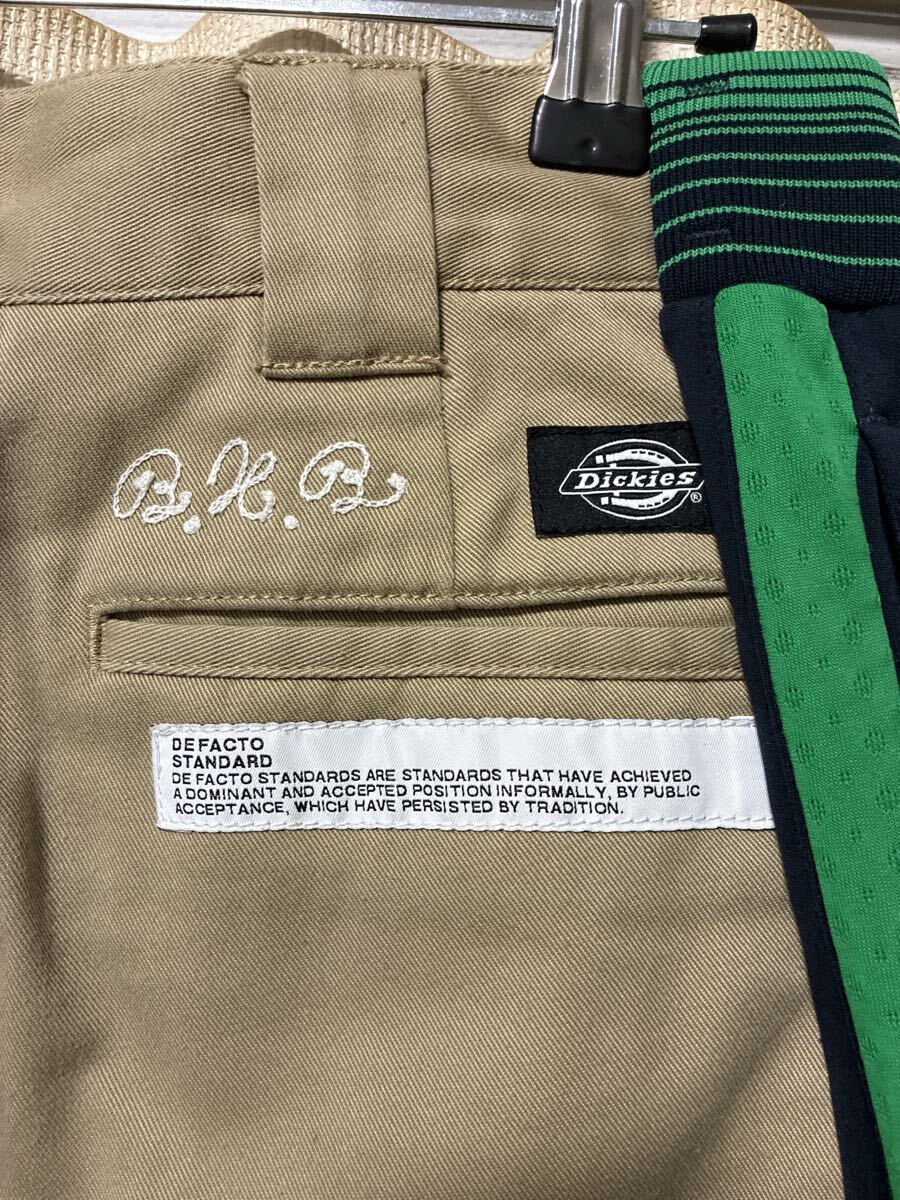 B.H.B.
Dickies
®
DEFACTO
STANDARD
DE FACTO STANDARDS ARE STANDARDS THAT HAVE ACHIEVED
A DOMINANT AND ACCEPTED POSITION INFORMALLY, BY PUBLIC
ACCEPTANCE, WHICH HAVE PERSISTED BY TRADITION.